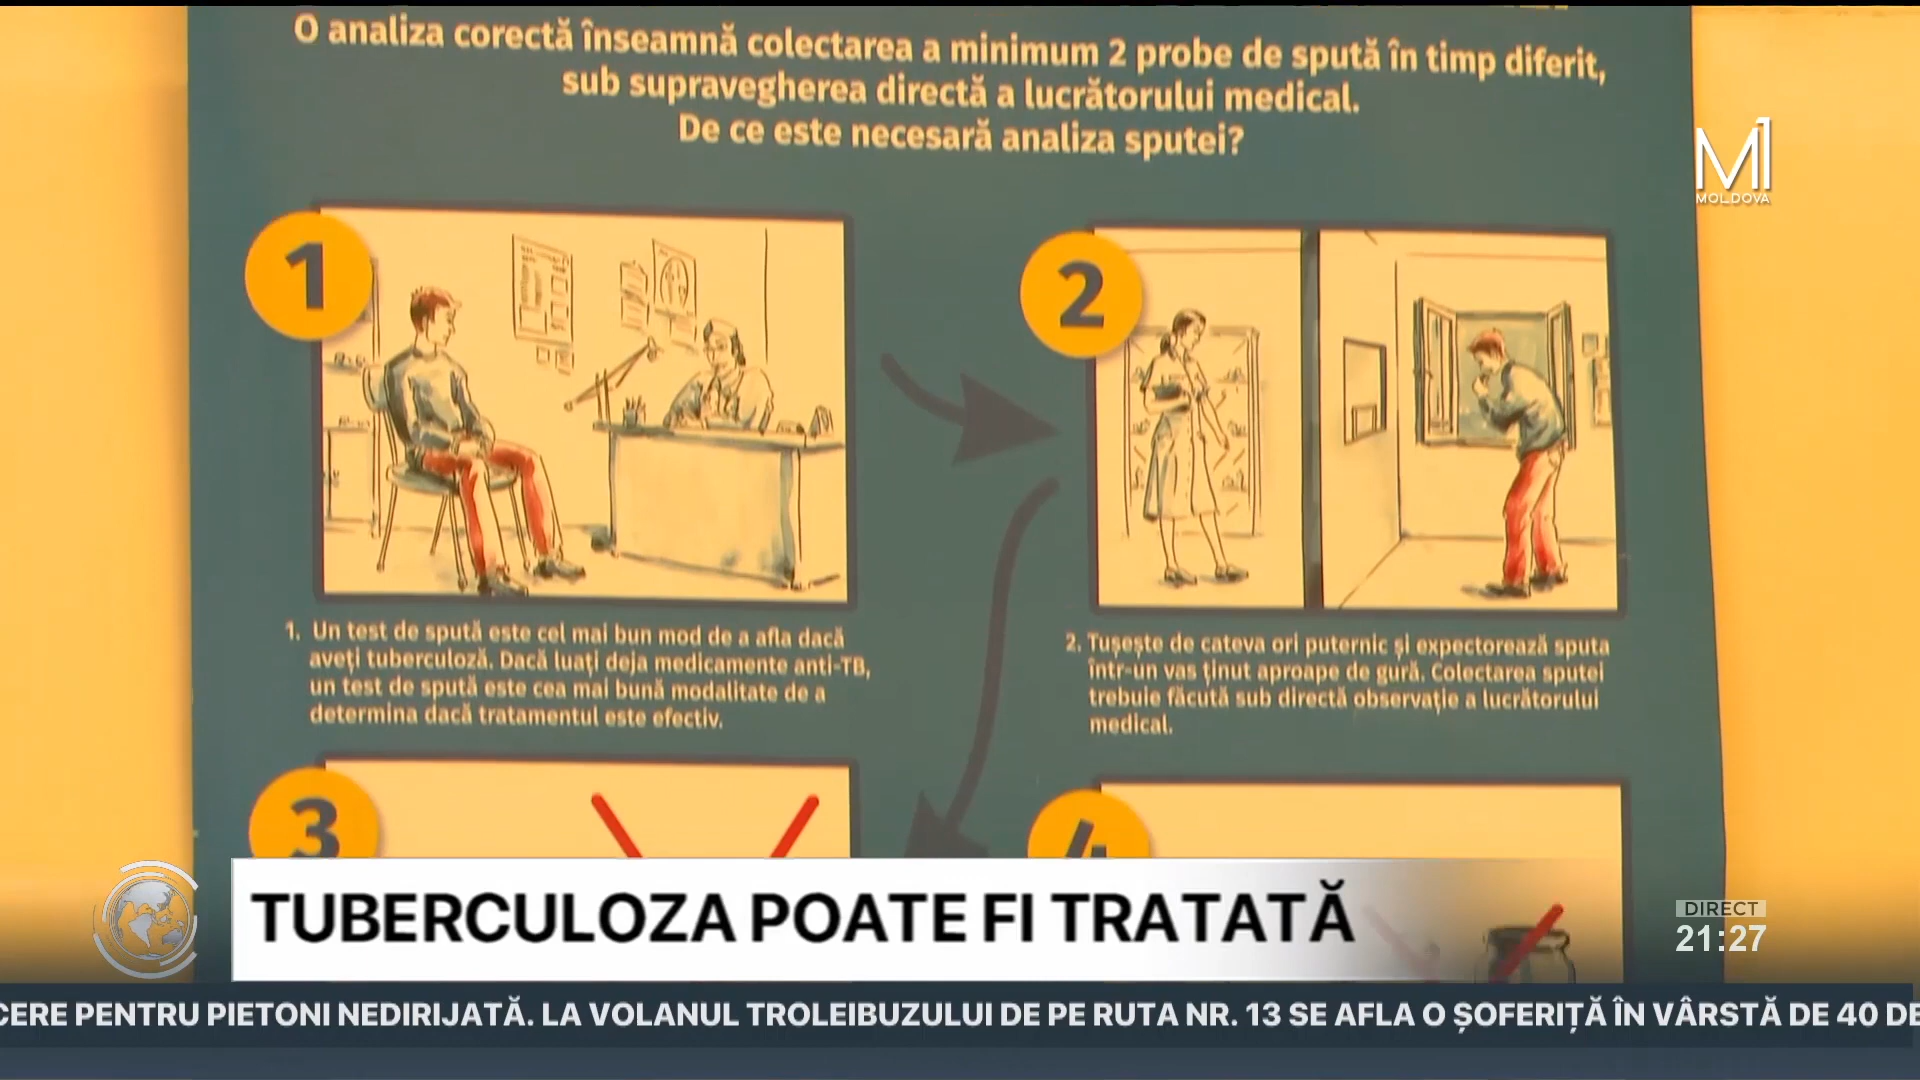 O analiza corectă înseamnă colectarea a minimum 2 probe de spută în timp diferit,
sub supravegherea directă a lucrătorului medical.
De ce este necesară analiza sputei?
M1
MOLDOVA
1
2
1. Un test de spută este cel mai bun mod de a afla dacă
aveți tuberculoză. Dacă luați deja medicamente anti-TB,
un test de spută este cea mai bună modalitate de a
determina dacă tratamentul este efectiv.
2. Tușește de cateva ori puternic și expectorează sputa
într-un vas ținut aproape de gură. Colectarea sputei
trebuie făcută sub directă observație a lucrătorului
medical.
3
4
TUBERCULOZA POATE FI TRATATĂ
DIRECT
21:27
CERE PENTRU PIETONI NEDIRIJATĂ. LA VOLANUL TROLEIBUZULUI DE PE RUTA NR. 13 SE AFLA O ȘOFERIȚĂ ÎN VÂRSTĂ DE 40 DE